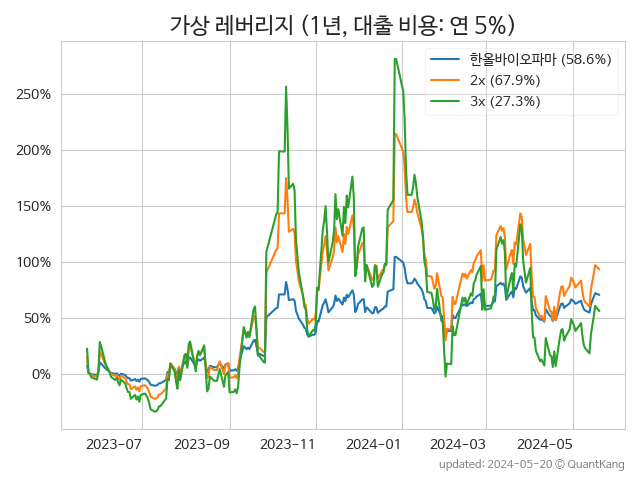 가상 레버리지 (1년, 대출 비용: 연 5%)
한올바이오파마 (58.6%)
2x (67.9%)
3x (27.3%)
250%
200%
150%
100%
50%
0%
2023-07 2023-09 2023-11 2024-01 2024-03 2024-05
updated: 2024-05-20 © QuantKang